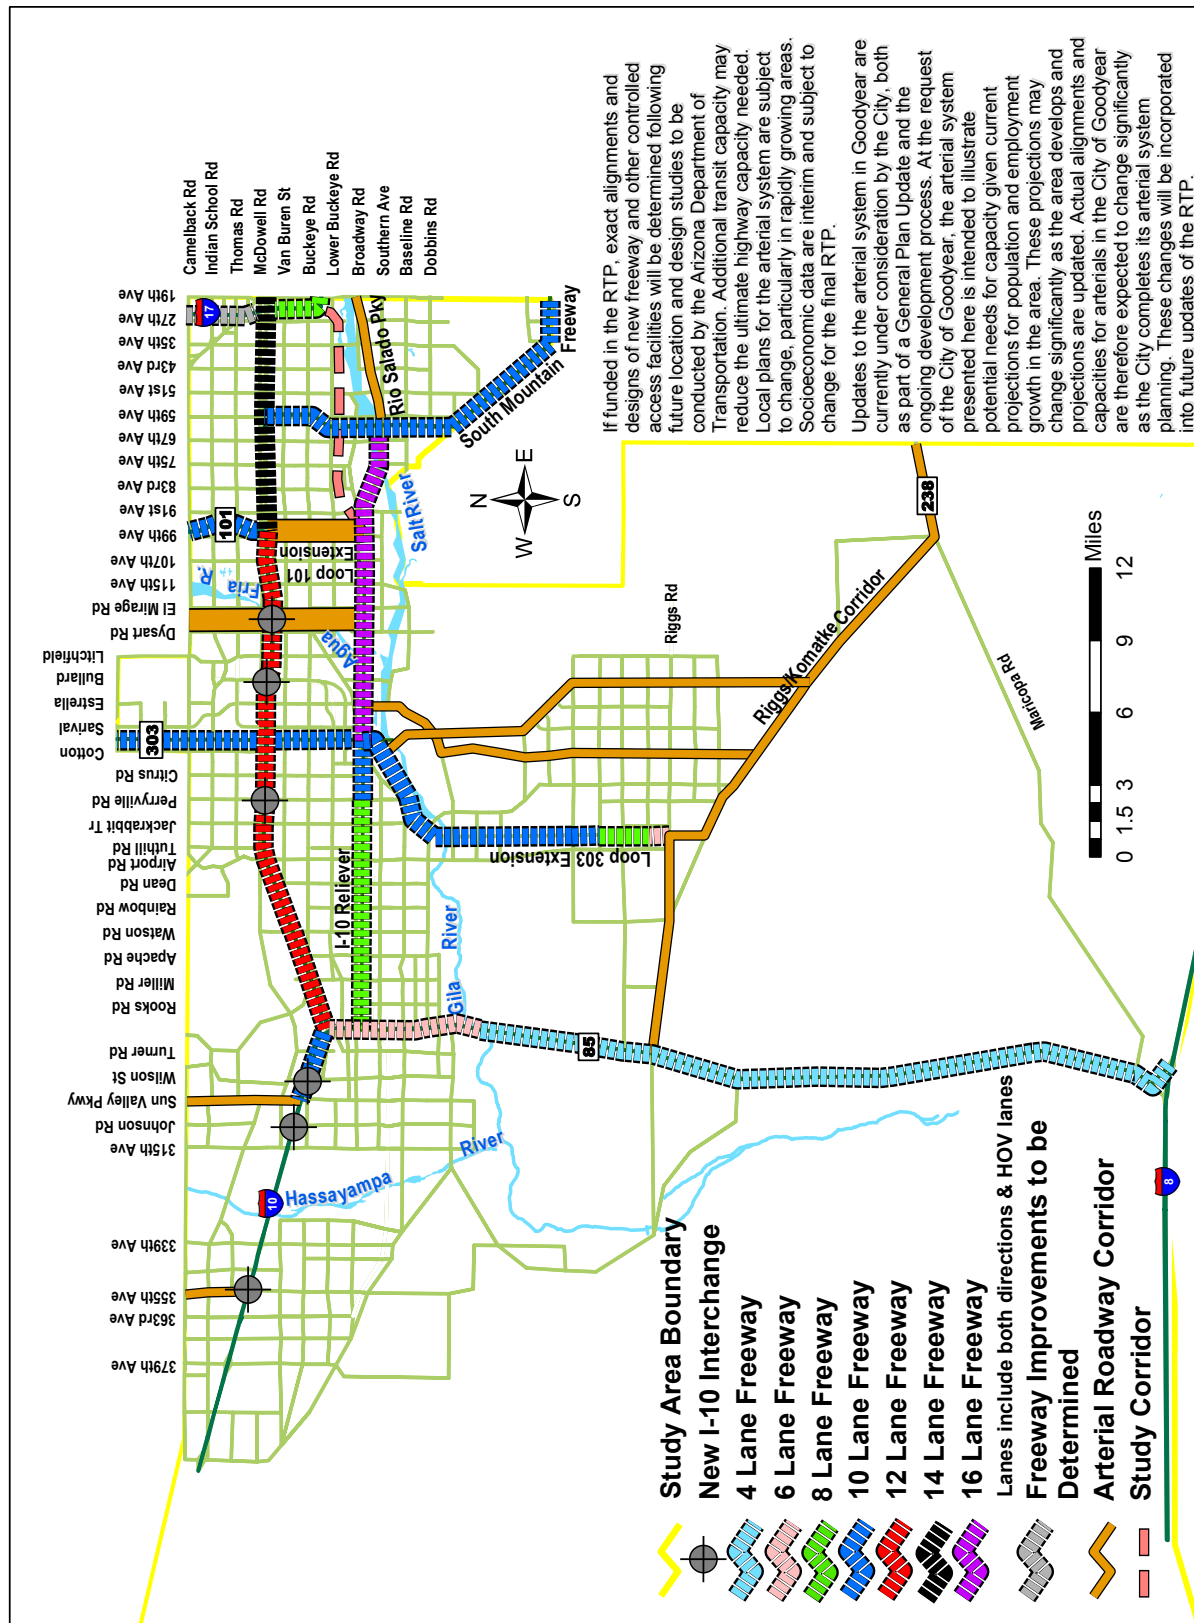 Camelback Rd
Indian School Rd
Thomas Rd
McDowell Rd
Van Buren St
Buckeye Rd
Lower Buckeye Rd
Broadway Rd
Southern Ave
Baseline Rd
Dobbins Rd
379th Ave
363rd Ave
355th Ave
339th Ave
315th Ave
Johnson Rd
Sun Valley Pkwy
Wilson St
Turner Rd
Rooks Rd
Miller Rd
Apache Rd
Watson Rd
Rainbow Rd
Dean Rd
Airport Rd
Tuthill Rd
Jackrabbit Tr
Perryville Rd
Citrus Rd
Cotton
Sarival
Estrella
Bullard
Litchfield
Dysart Rd
El Mirage Rd
115th Ave
107th Ave
99th Ave
91st Ave
83rd Ave
75th Ave
67th Ave
59th Ave
51st Ave
43rd Ave
35th Ave
27th Ave
19th Ave
10
Hassayampa
River
Gila
River
I-10 Reliever
303
Agua
Fria
R.
101
Loop 101
Extension
17
Salt River
Rio Salado Pky
South Mountain
Freeway
Loop 303 Extension
85
Riggs Rd
Riggs/Komatke Corridor
238
Maricopa Rd
8
N
W
E
S
0
1.5
3
6
9
12
Miles
Study Area Boundary
New I-10 Interchange
4 Lane Freeway
6 Lane Freeway
8 Lane Freeway
10 Lane Freeway
12 Lane Freeway
14 Lane Freeway
16 Lane Freeway
Lanes include both directions & HOV lanes
Freeway Improvements to be
Determined
Arterial Roadway Corridor
Study Corridor
If funded in the RTP, exact alignments and
designs of new freeway and other controlled
access facilities will be determined following
future location and design studies to be
conducted by the Arizona Department of
Transportation. Additional transit capacity may
reduce the ultimate highway capacity needed.
Local plans for the arterial system are subject
to change, particularly in rapidly growing areas.
Socioeconomic data are interim and subject to
change for the final RTP.
Updates to the arterial system in Goodyear are
currently under consideration by the City, both
as part of a General Plan Update and the
ongoing development process. At the request
of the City of Goodyear, the arterial system
presented here is intended to illustrate
potential needs for capacity given current
projections for population and employment
growth in the area. These projections may
change significantly as the area develops and
projections are updated. Actual alignments and
capacities for arterials in the City of Goodyear
are therefore expected to change significantly
as the City completes its arterial system
planning. These changes will be incorporated
into future updates of the RTP.